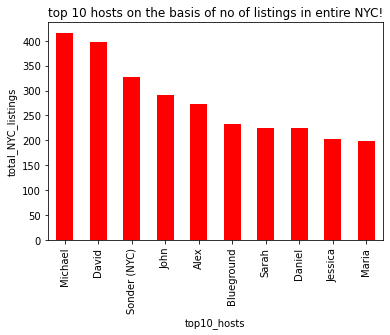 top 10 hosts on the basis of no of listings in entire NYC!
total_NYC_listings
400
350
300
250
200
150
100
50
0
Michael
David
Sonder (NYC)
John
Alex
Blueground
Sarah
Daniel
Jessica
Maria
top10_hosts